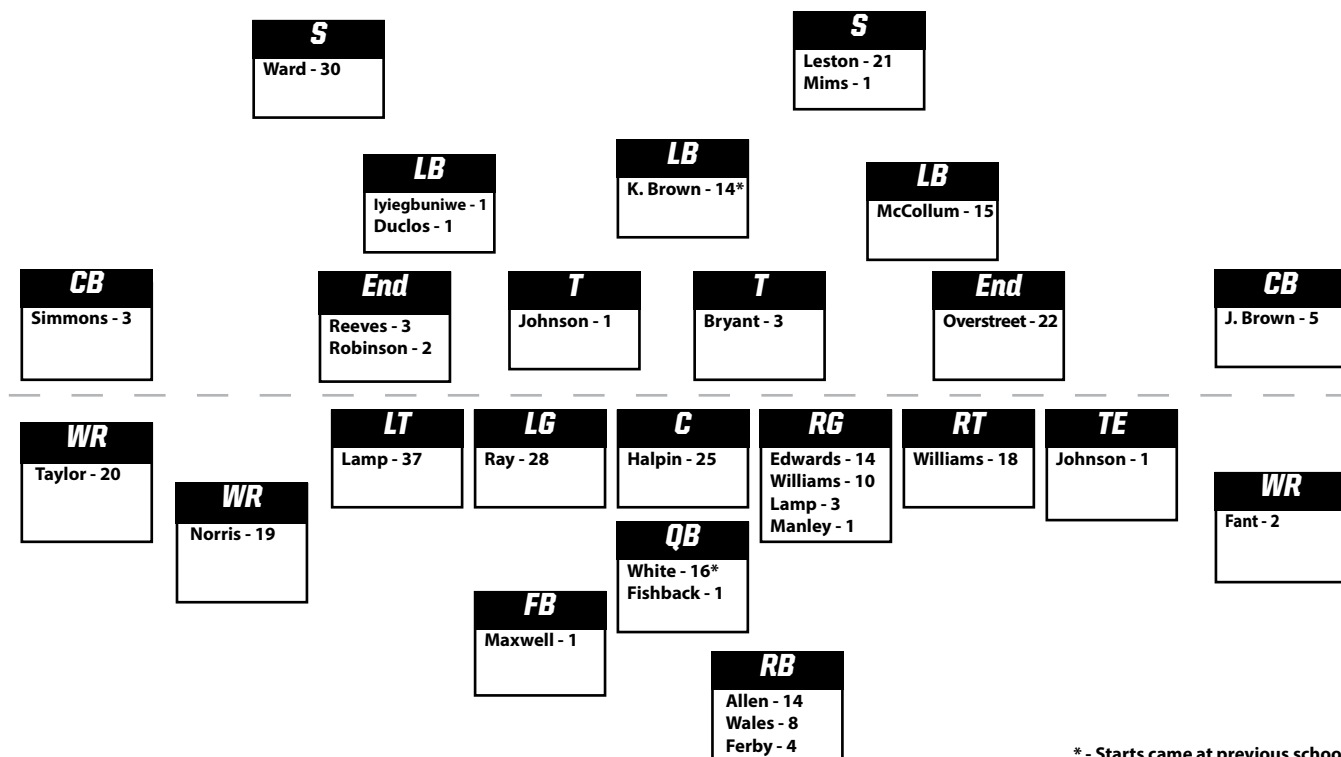 S
Ward - 30
S
Leston - 21
Mims - 1
LB
Iyiegbuniwe - 1
Duclos - 1
LB
K. Brown - 14*
LB
McCollum - 15
CB
Simmons - 3
End
Reeves - 3
Robinson - 2
T
Johnson - 1
T
Bryant - 3
End
Overstreet - 22
CB
J. Brown - 5
WR
Taylor - 20
WR
Norris - 19
LT
Lamp - 37
LG
Ray - 28
C
Halpin - 25
RG
Edwards - 14
Williams - 10
Lamp - 3
Manley - 1
RT
Williams - 18
TE
Johnson - 1
WR
Fant - 2
QB
White - 16*
Fishback - 1
FB
Maxwell - 1
RB
Allen - 14
Wales - 8
Ferby - 4
* - Starts came at previous schoo